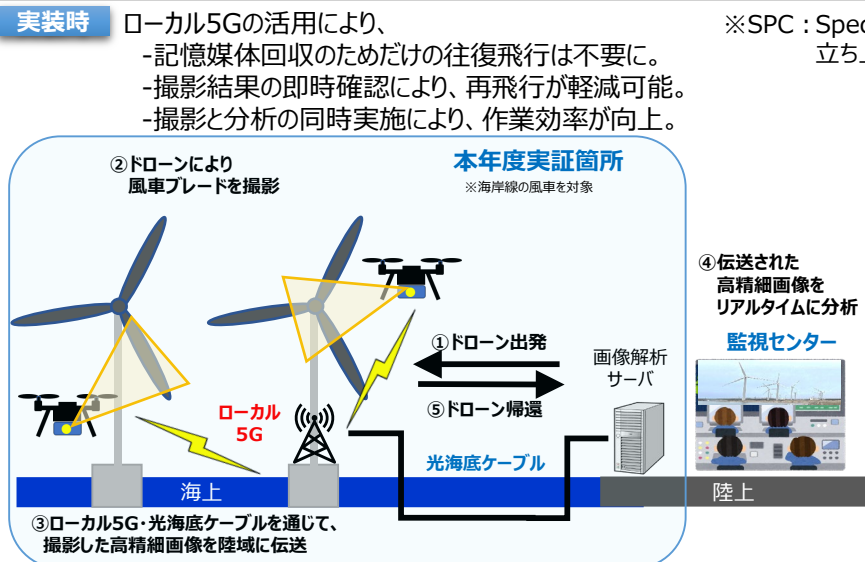 実装時
ローカル5Gの活用により、
-記憶媒体回収のためだけの往復飛行は不要に。
-撮影結果の即時確認により、再飛行が軽減可能。
-撮影と分析の同時実施により、作業効率が向上。
※SPC：Spec
立ち上
②ドローンにより
風車ブレードを撮影
本年度実証箇所
※海岸線の風車を対象
④伝送された
高精細画像を
リアルタイムに分析
監視センター
①ドローン出発
⑤ドローン帰還
画像解析
サーバ
ローカル
5G
光海底ケーブル
海上
陸上
③ローカル5G・光海底ケーブルを通じて、
撮影した高精細画像を陸域に伝送